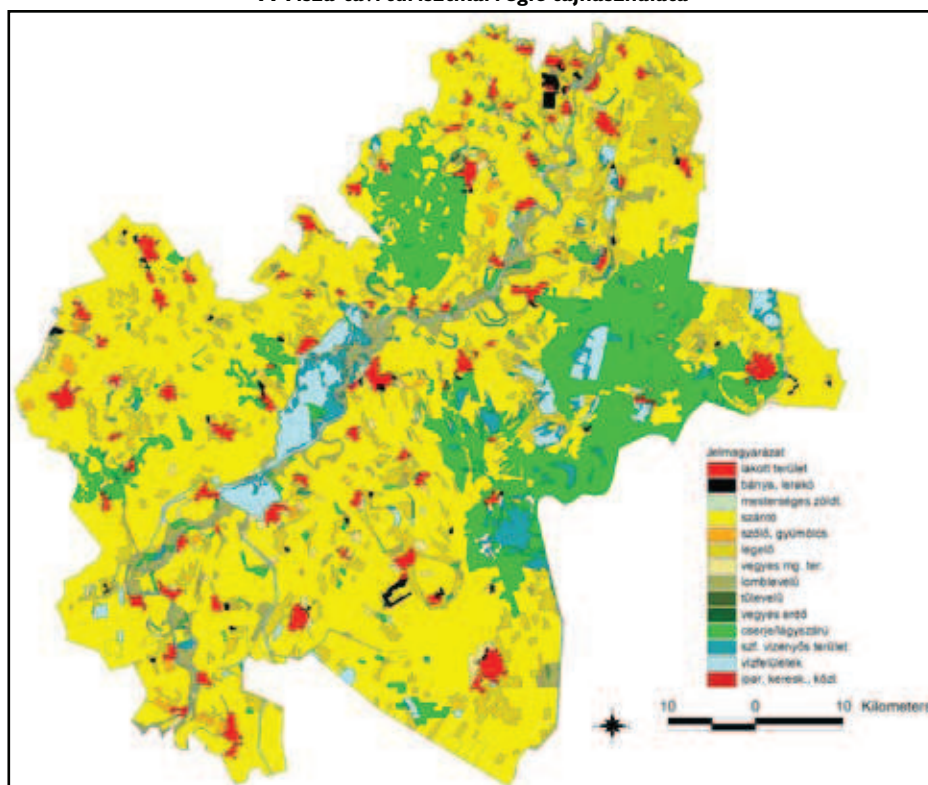 Jelmagyarázat
lakott terület
bánya, lerakó
mesterséges zöldt.
szántó
szőlő, gyümölcs
legelő
vegyes mg. ter.
lomblevelű
tűlevelű
vegyes erdő
cserje/lágyszárú
szf. vizenyős terület
vízfelületek
ipar, keresk., közl.
10 0 10 Kilometers